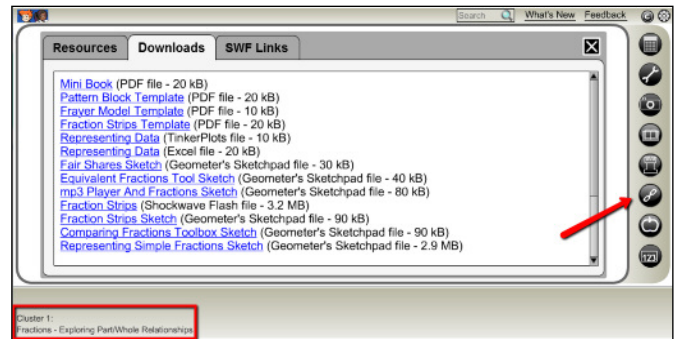 Search What's New Feedback
Resources Downloads SWF Links
Mini Book (PDF file - 20 kB)
Pattern Block Template (PDF file - 20 kB)
Frayer Model Template (PDF file - 10 kB)
Fraction Strips Template (PDF file - 20 kB)
Representing Data (TinkerPlots file - 10 kB)
Representing Data (Excel file - 20 kB)
Fair Shares Sketch (Geometer's Sketchpad file - 30 kB)
Equivalent Fractions Tool Sketch (Geometer's Sketchpad file - 40 kB)
mp3 Player And Fractions Sketch (Geometer's Sketchpad file - 80 kB)
Fraction Strips (Shockwave Flash file - 3.2 MB)
Fraction Strips Sketch (Geometer's Sketchpad file - 90 kB)
Comparing Fractions Toolbox Sketch (Geometer's Sketchpad file - 90 kB)
Representing Simple Fractions Sketch (Geometer's Sketchpad file - 2.9 MB)
123
Cluster 1:
Fractions - Exploring Part/Whole Relationships